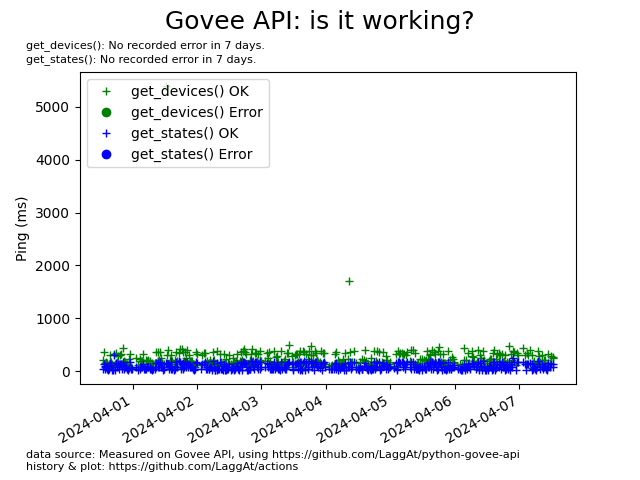 Govee API: is it working?
get_devices(): No recorded error in 7 days.
get_states(): No recorded error in 7 days.
get_devices() OK
get_devices() Error
get_states() OK
get_states() Error
Ping (ms)
5000
4000
3000
2000
1000
0
2024-04-01
2024-04-02
2024-04-03
2024-04-04
2024-04-05
2024-04-06
2024-04-07
data source: Measured on Govee API, using https://github.com/LaggAt/python-govee-api
history & plot: https://github.com/LaggAt/actions